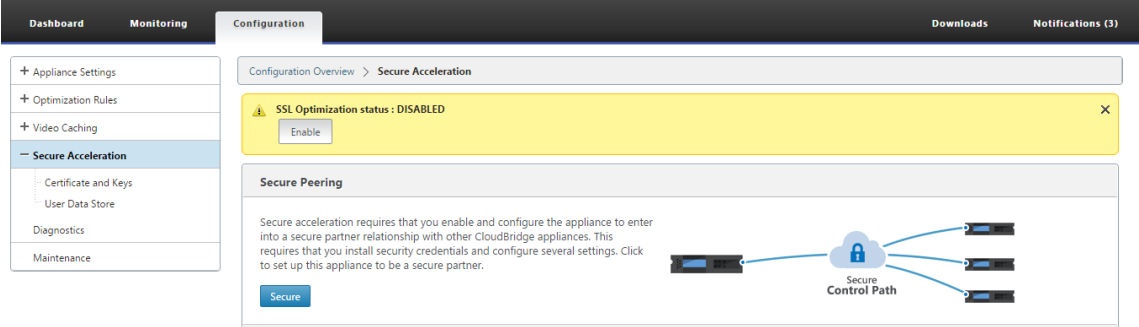 Dashboard Monitoring Configuration Downloads Notifications (3)
+ Appliance Settings
+ Optimization Rules
+ Video Caching
− Secure Acceleration
Certificate and Keys
User Data Store
Diagnostics
Maintenance
Configuration Overview > Secure Acceleration
SSL Optimization status : DISABLED
Enable
Secure Peering
Secure acceleration requires that you enable and configure the appliance to enter
into a secure partner relationship with other CloudBridge appliances. This
requires that you install security credentials and configure several settings. Click
to set up this appliance to be a secure partner.
Secure
Secure
Control Path